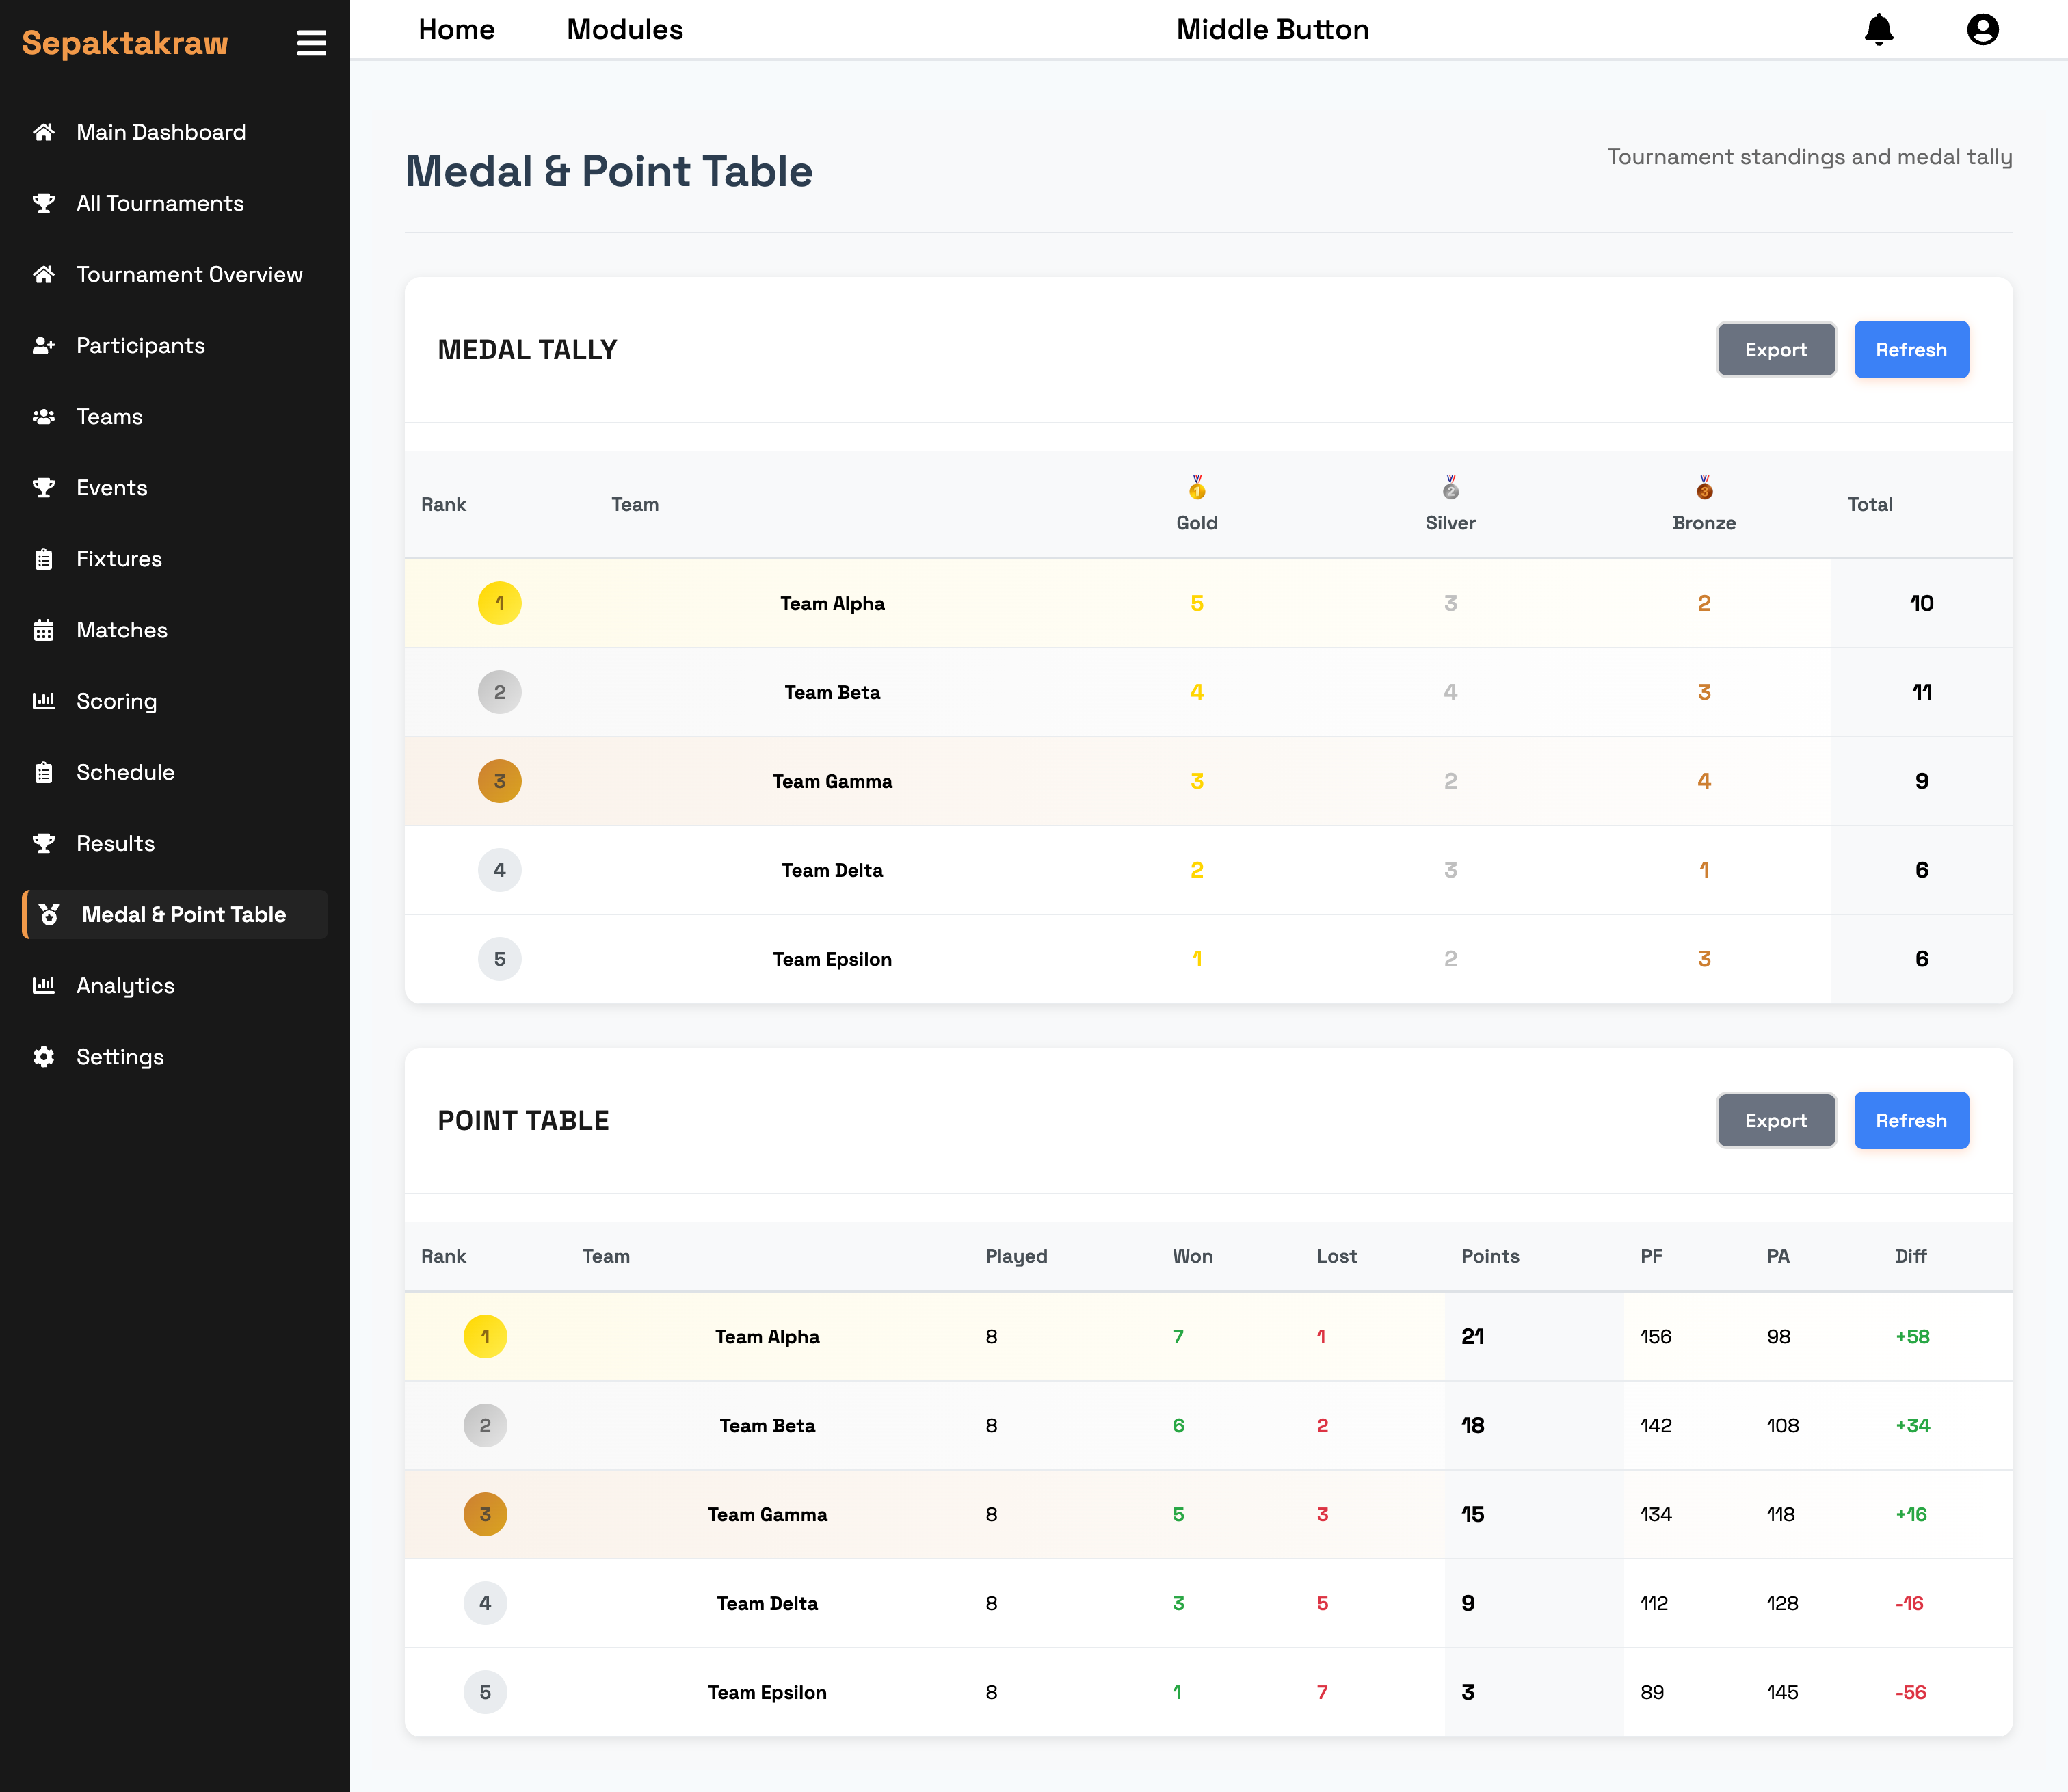 Sepaktakraw
Home Modules Middle Button
Main Dashboard
All Tournaments
Tournament Overview
Participants
Teams
Events
Fixtures
Matches
Scoring
Schedule
Results
Medal & Point Table
Analytics
Settings
Medal & Point Table
Tournament standings and medal tally
MEDAL TALLY
Export Refresh
Rank Team 1 Gold 2 Silver 3 Bronze Total
1 Team Alpha 5 3 2 10
2 Team Beta 4 4 3 11
3 Team Gamma 3 2 4 9
4 Team Delta 2 3 1 6
5 Team Epsilon 1 2 3 6
POINT TABLE
Export Refresh
Rank Team Played Won Lost Points PF PA Diff
1 Team Alpha 8 7 1 21 156 98 +58
2 Team Beta 8 6 2 18 142 108 +34
3 Team Gamma 8 5 3 15 134 118 +16
4 Team Delta 8 3 5 9 112 128 -16
5 Team Epsilon 8 1 7 3 89 145 -56